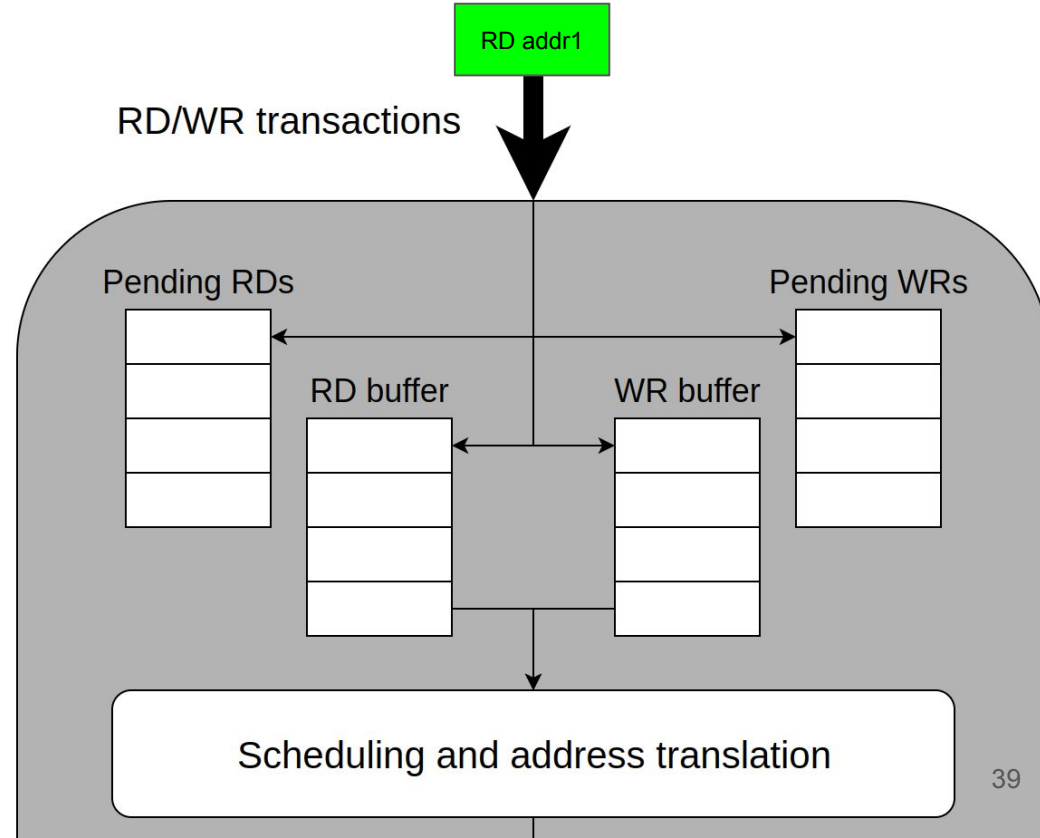 RD addr1
RD/WR transactions
Pending RDs
Pending WRs
RD buffer
WR buffer
Scheduling and address translation
39